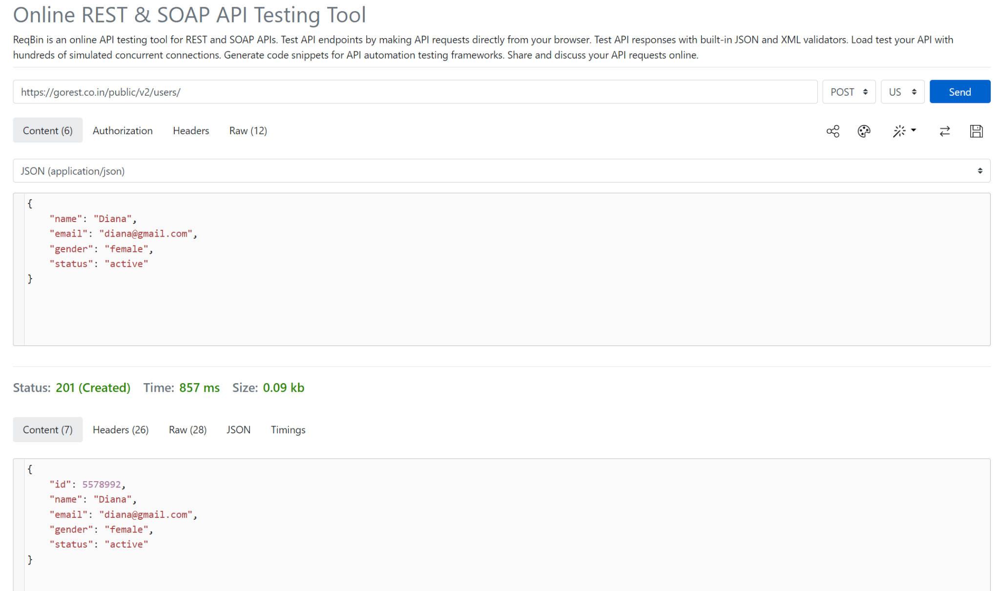 Online REST & SOAP API Testing Tool
ReqBin is an online API testing tool for REST and SOAP APIs. Test API endpoints by making API requests directly from your browser. Test API responses with built-in JSON and XML validators. Load test your API with
hundreds of simulated concurrent connections. Generate code snippets for API automation testing frameworks. Share and discuss your API requests online.
https://gorest.co.in/public/v2/users/ POST US Send
Content (6) Authorization Headers Raw (12)
JSON (application/json)
{
    "name": "Diana",
    "email": "diana@gmail.com",
    "gender": "female",
    "status": "active"
}
Status: 201 (Created) Time: 857 ms Size: 0.09 kb
Content (7) Headers (26) Raw (28) JSON Timings
{
    "id": 5578992,
    "name": "Diana",
    "email": "diana@gmail.com",
    "gender": "female",
    "status": "active"
}